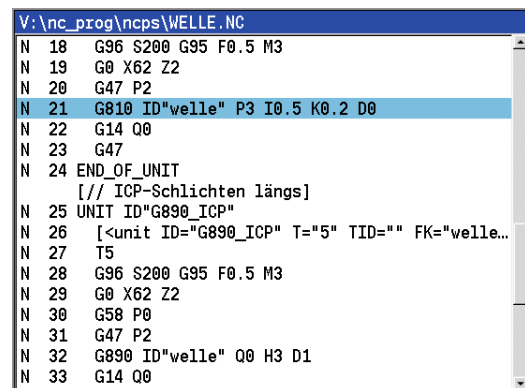 V:\nc_prog\ncps\WELLE.NC
N 18 G96 S200 G95 F0.5 M3
N 19 G0 X62 Z2
N 20 G47 P2
N 21 G810 ID"welle" P3 I0.5 K0.2 D0
N 22 G14 Q0
N 23 G47
N 24 END_OF_UNIT
[// ICP-Schlichten längs]
N 25 UNIT ID"G890_ICP"
N 26 [<unit ID="G890_ICP" T="5" TID="" FK="welle...
N 27 T5
N 28 G96 S200 G95 F0.5 M3
N 29 G0 X62 Z2
N 30 G58 P0
N 31 G47 P2
N 32 G890 ID"welle" Q0 H3 D1
N 33 G14 Q0